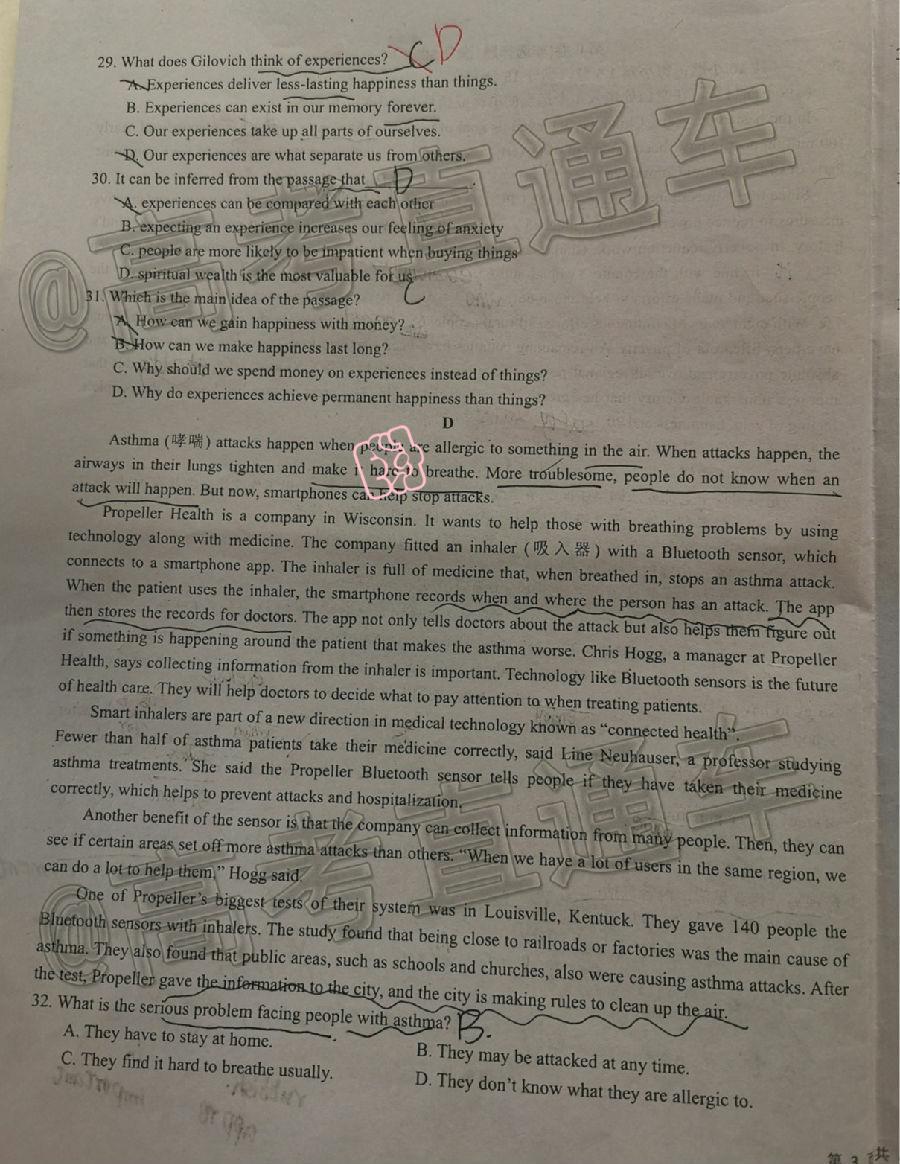 29. What does Gilovich think of experiences? C D
A. Experiences deliver less-lasting happiness than things.
B. Experiences can exist in our memory forever.
C. Our experiences take up all parts of ourselves.
D. Our experiences are what separate us from others.
30. It can be inferred from the passage that D.
A. experiences can be compared with each other
B. expecting an experience increases our feeling of anxiety
C. people are more likely to be impatient when buying things
D. spiritual wealth is the most valuable for us
31. Which is the main idea of the passage? C
A. How can we gain happiness with money?
B. How can we make happiness last long?
C. Why should we spend money on experiences instead of things?
D. Why do experiences achieve permanent happiness than things?
@高考直通车
D
Asthma (哮喘) attacks happen when people are allergic to something in the air. When attacks happen, the
airways in their lungs tighten and make it hard to breathe. More troublesome, people do not know when an
attack will happen. But now, smartphones can help stop attacks.
Propeller Health is a company in Wisconsin. It wants to help those with breathing problems by using
technology along with medicine. The company fitted an inhaler (吸入器) with a Bluetooth sensor, which
connects to a smartphone app. The inhaler is full of medicine that, when breathed in, stops an asthma attack.
When the patient uses the inhaler, the smartphone records when and where the person has an attack. The app
then stores the records for doctors. The app not only tells doctors about the attack but also helps them figure out
if something is happening around the patient that makes the asthma worse. Chris Hogg, a manager at Propeller
Health, says collecting information from the inhaler is important. Technology like Bluetooth sensors is the future
of health care. They will help doctors to decide what to pay attention to when treating patients.
Smart inhalers are part of a new direction in medical technology known as “connected health”.
Fewer than half of asthma patients take their medicine correctly, said Line Neuhauser, a professor studying
asthma treatments. She said the Propeller Bluetooth sensor tells people if they have taken their medicine
correctly, which helps to prevent attacks and hospitalization.
Another benefit of the sensor is that the company can collect information from many people. Then, they can
see if certain areas set off more asthma attacks than others. “When we have a lot of users in the same region, we
can do a lot to help them,” Hogg said.
One of Propeller’s biggest tests of their system was in Louisville, Kentuck. They gave 140 people the
Bluetooth sensors with inhalers. The study found that being close to railroads or factories was the main cause of
asthma. They also found that public areas, such as schools and churches, also were causing asthma attacks. After
the test, Propeller gave the information to the city, and the city is making rules to clean up the air.
@高考直通车
32. What is the serious problem facing people with asthma? B.
A. They have to stay at home.
B. They may be attacked at any time.
C. They find it hard to breathe usually.
D. They don’t know what they are allergic to.
第 3
共